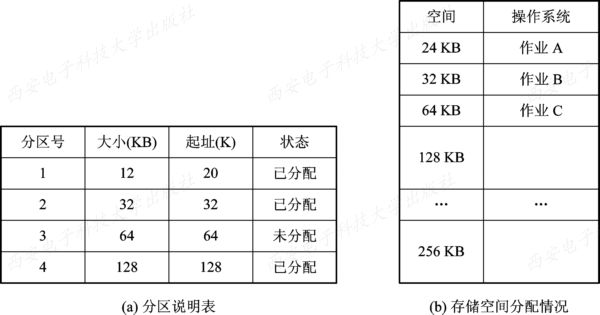 分区号 大小(KB) 起址(K) 状态
1 12 20 已分配
2 32 32 已分配
3 64 64 未分配
4 128 128 已分配
(a) 分区说明表
空间 操作系统
24 KB 作业 A
32 KB 作业 B
64 KB 作业 C
128 KB
… …
256 KB
(b) 存储空间分配情况
西安电子科技大学出版社
西安电子科技大学出版社
西安电子科技大学出版社